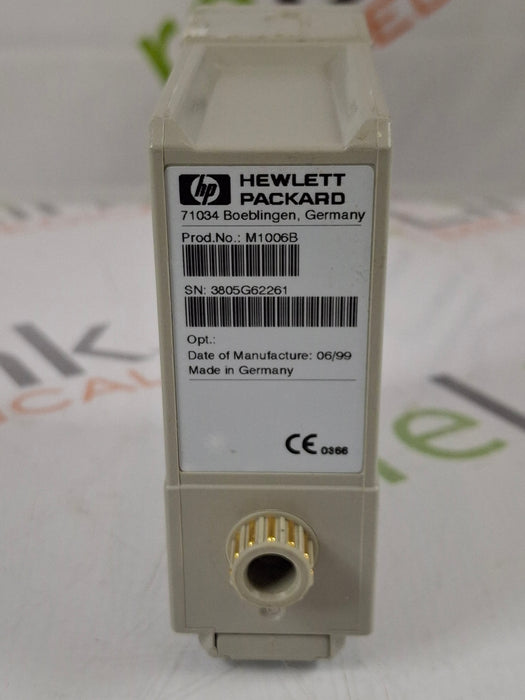 hp HEWLETT
PACKARD
71034 Boeblingen, Germany
Prod.No.: M1006B
SN: 3805G62261
Opt.:
Date of Manufacture: 06/99
Made in Germany
CE 0366